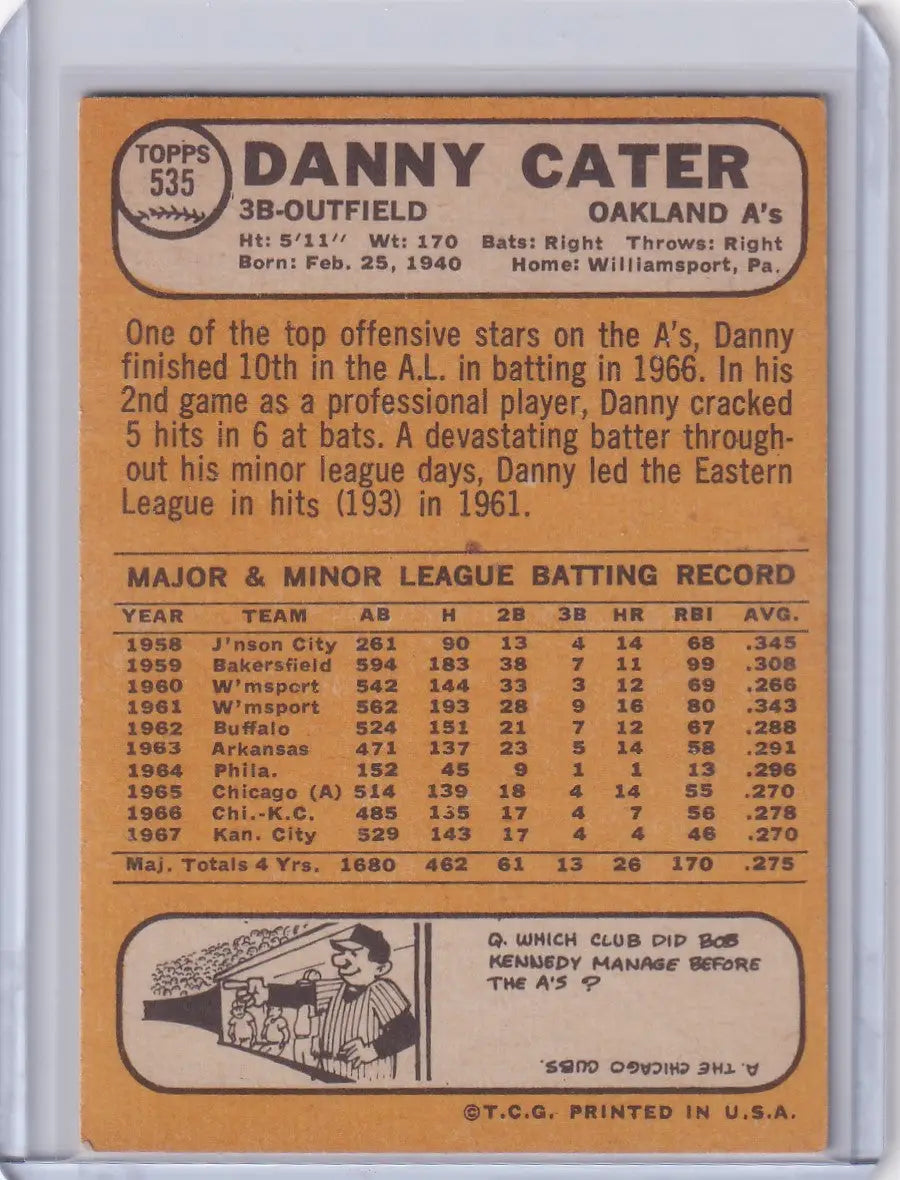 TOPPS
535
DANNY CATER
3B-OUTFIELD OAKLAND A's
Ht: 5'11'' Wt: 170 Bats: Right Throws: Right
Born: Feb. 25, 1940 Home: Williamsport, Pa.
One of the top offensive stars on the A's, Danny
finished 10th in the A.L. in batting in 1966. In his
2nd game as a professional player, Danny cracked
5 hits in 6 at bats. A devastating batter through-
out his minor league days, Danny led the Eastern
League in hits (193) in 1961.
MAJOR & MINOR LEAGUE BATTING RECORD
YEAR TEAM AB H 2B 3B HR RBI AVG.
1958 J'nson City 261 90 13 4 14 68 .345
1959 Bakersfield 594 183 38 7 11 99 .308
1960 W'msport 542 144 33 3 12 69 .266
1961 W'msport 562 193 28 9 16 80 .343
1962 Buffalo 524 151 21 7 12 67 .288
1963 Arkansas 471 137 23 5 14 58 .291
1964 Phila. 152 45 9 1 1 13 .296
1965 Chicago (A) 514 139 18 4 14 55 .270
1966 Chi.-K.C. 485 135 17 4 7 56 .278
1967 Kan. City 529 143 17 4 4 46 .270
Maj. Totals 4 Yrs. 1680 462 61 13 26 170 .275
Q. WHICH CLUB DID BOB
KENNEDY MANAGE BEFORE
THE A'S ?
A. THE CHICAGO CUBS.
©T.C.G. PRINTED IN U.S.A.